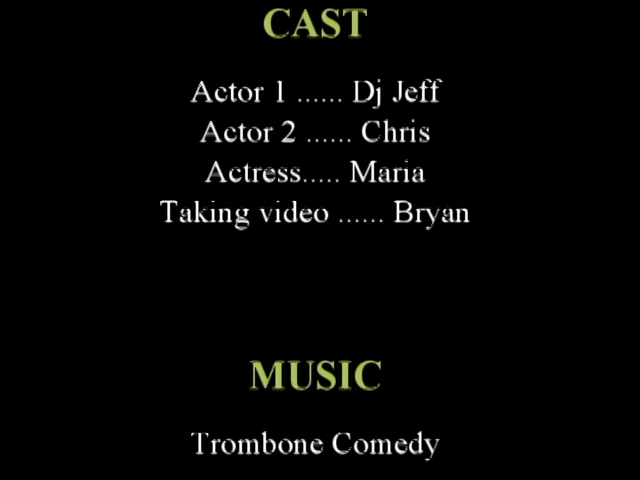 CAST
Actor 1 ...... Dj Jeff
Actor 2 ...... Chris
Actress..... Maria
Taking video ...... Bryan
MUSIC
Trombone Comedy